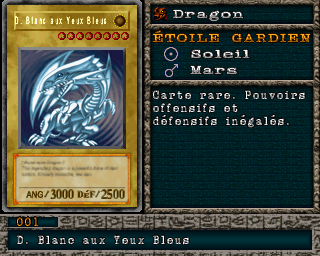 D. Blanc aux Yeux Bleus
ANG/3000 DéF/2500
Dragon
ÉTOILE GARDIEN
Soleil
Mars
Carte rare. Pouvoirs
offensifs et
défensifs inégalés.
001
D. Blanc aux Yeux Bleus